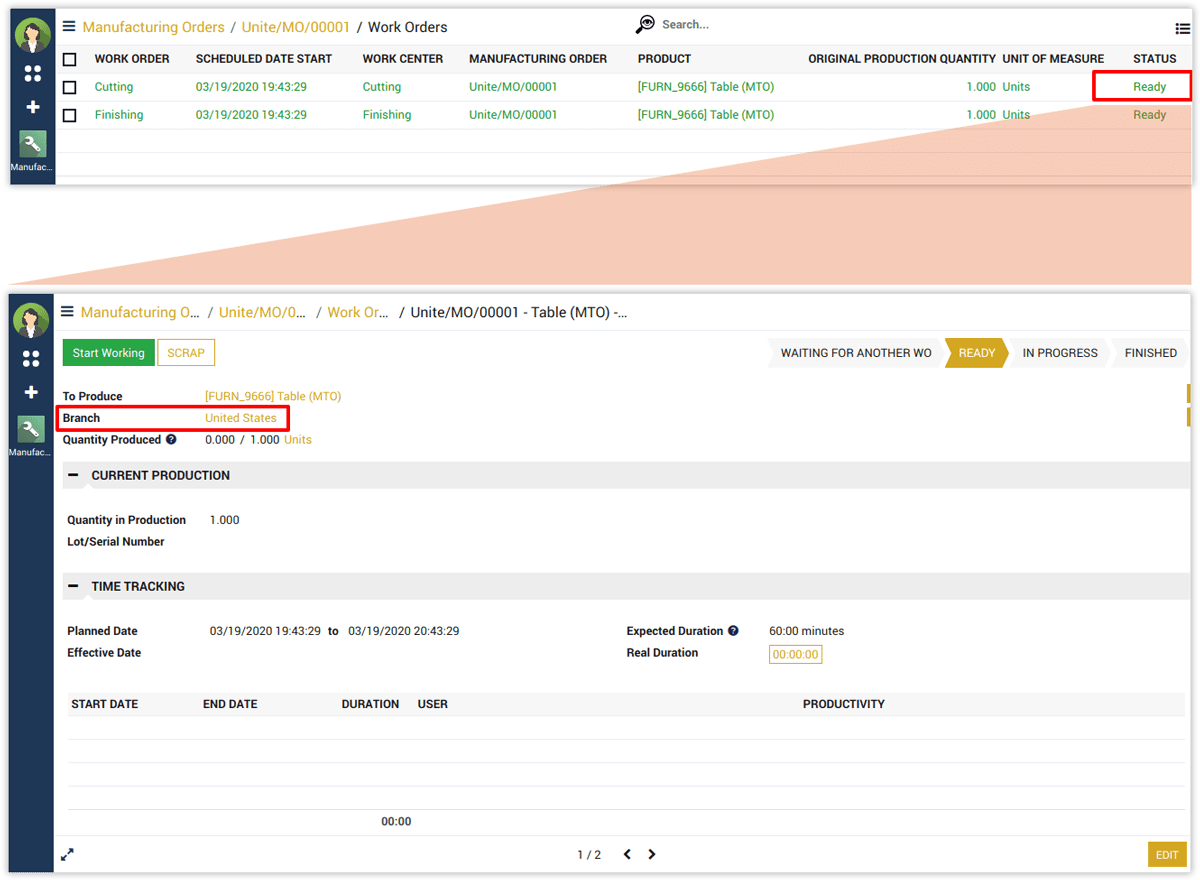 Manufacturing Orders / Unite/MO/00001 / Work Orders Search...
WORK ORDER SCHEDULED DATE START WORK CENTER MANUFACTURING ORDER PRODUCT ORIGINAL PRODUCTION QUANTITY UNIT OF MEASURE STATUS
Cutting 03/19/2020 19:43:29 Cutting Unite/MO/00001 [FURN_9666] Table (MTO) 1.000 Units Ready
Finishing 03/19/2020 19:43:29 Finishing Unite/MO/00001 [FURN_9666] Table (MTO) 1.000 Units Ready
Manufac...
Manufacturing O... / Unite/MO/0... / Work Or... / Unite/MO/00001 - Table (MTO) -...
Start Working SCRAP WAITING FOR ANOTHER WO READY IN PROGRESS FINISHED
To Produce [FURN_9666] Table (MTO)
Branch United States
Quantity Produced ? 0.000 / 1.000 Units
Manufac...
CURRENT PRODUCTION
Quantity in Production 1.000
Lot/Serial Number
TIME TRACKING
Planned Date 03/19/2020 19:43:29 to 03/19/2020 20:43:29 Expected Duration ? 60:00 minutes
Effective Date Real Duration 00:00:00
START DATE END DATE DURATION USER PRODUCTIVITY
00:00
1 / 2 EDIT